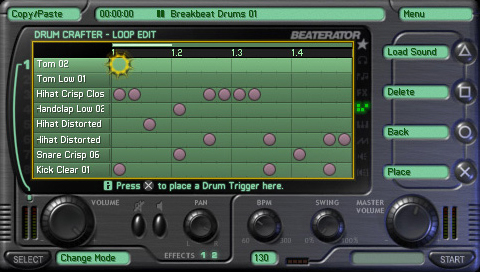 Copy/Paste 00:00:00 Breakbeat Drums 01 Menu
DRUM CRAFTER - LOOP EDIT BEATERATOR
1.1 1.2 1.3 1.4
1 Tom 02
Tom Low 01
Hihat Crisp Clos
Handclap Low 02
Hihat Distorted
Hihat Distorted
Snare Crisp 06
Kick Clear 01
FX
Load Sound
Delete
Back
Place
Press X to place a Drum Trigger here.
VOLUME PAN BPM SWING MASTER VOLUME
EFFECTS 1 2
SELECT Change Mode 130 START